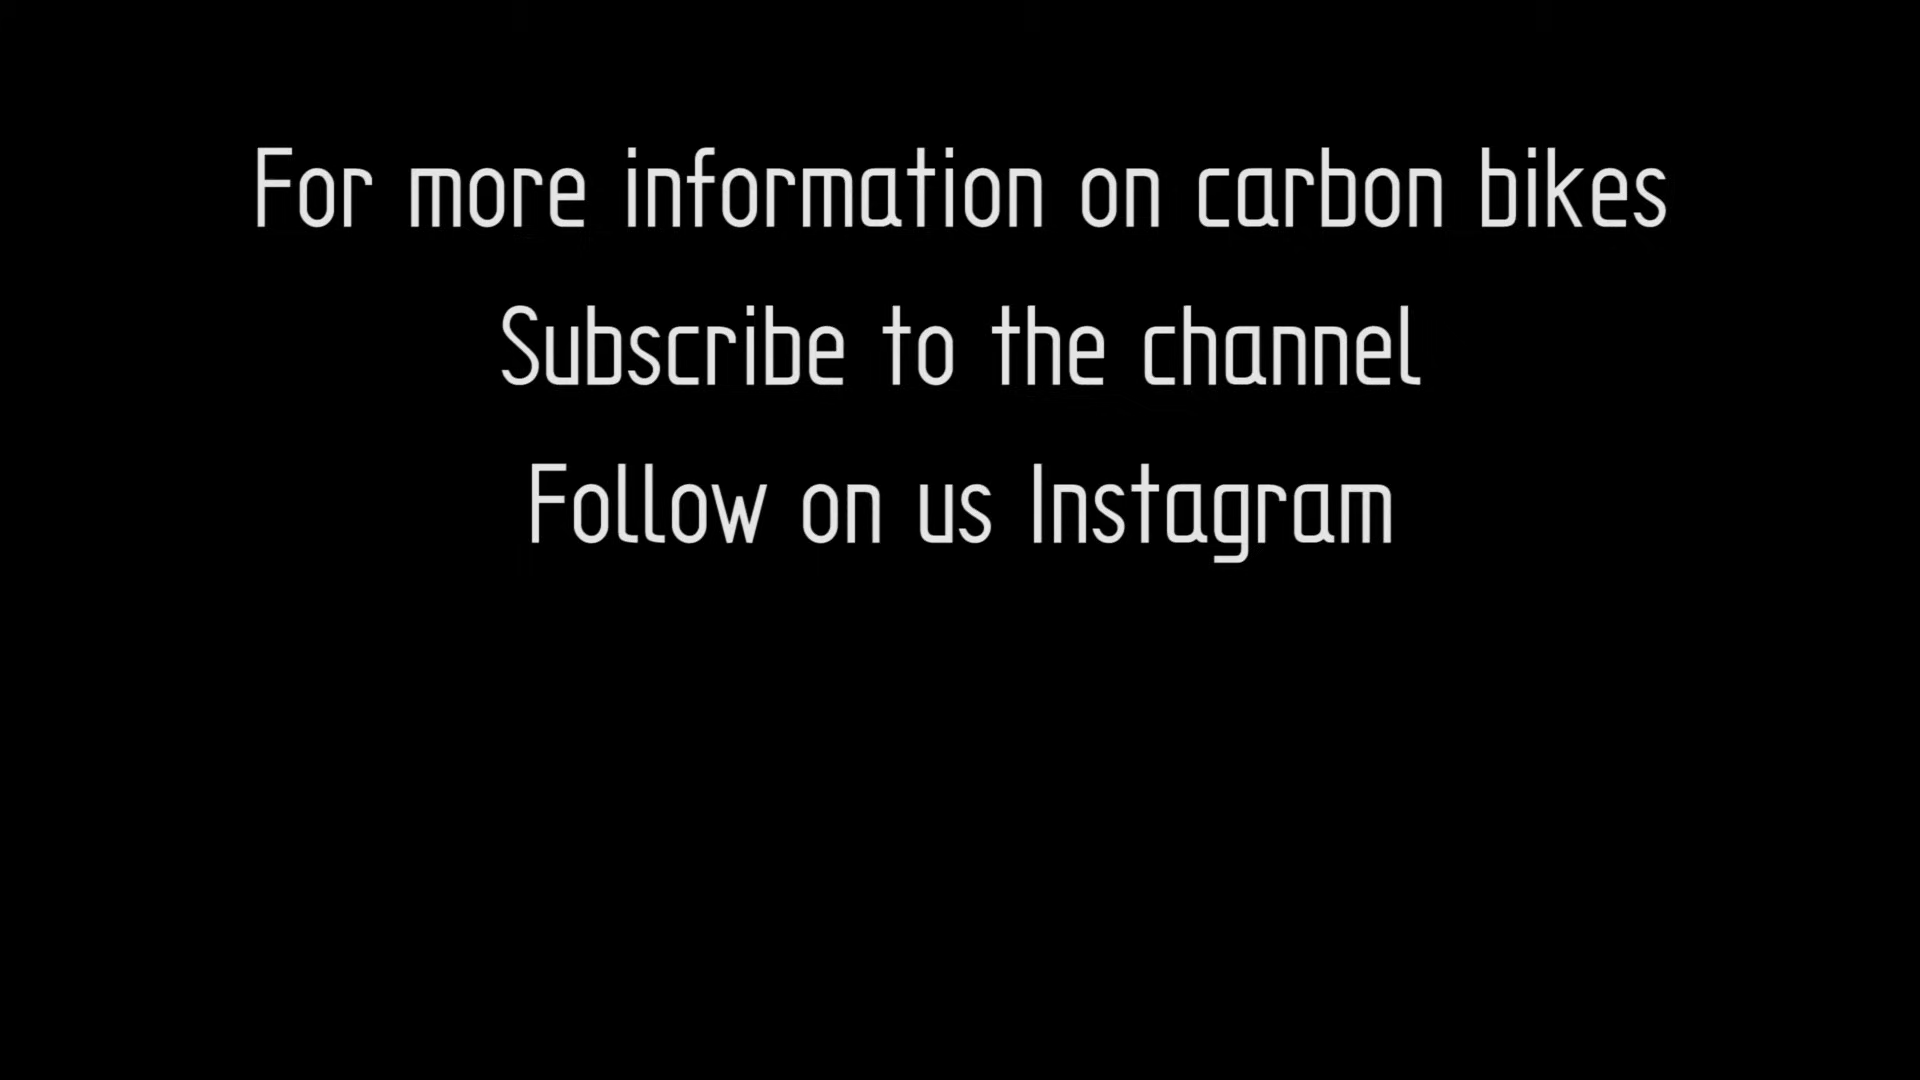 For more information on carbon bikes
Subscribe to the channel
Follow on us Instagram